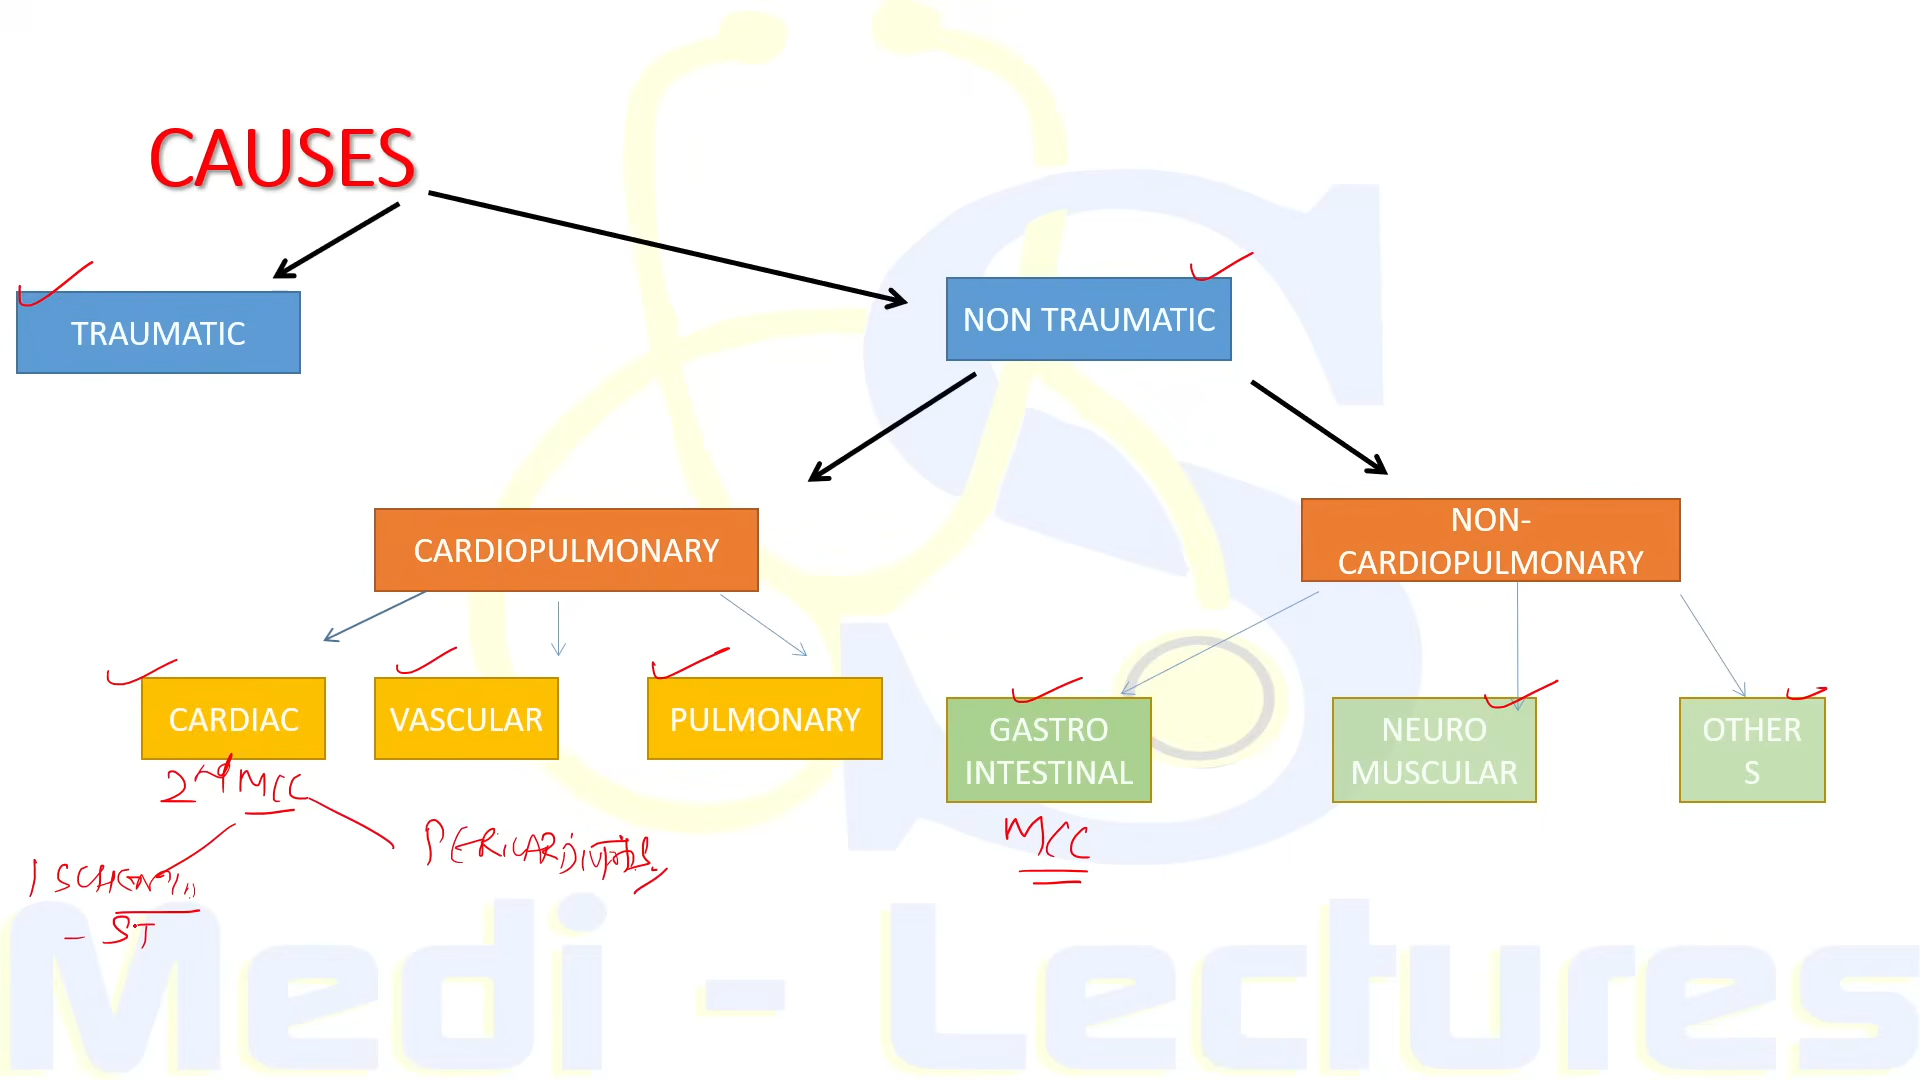 CAUSES
TRAUMATIC
NON TRAUMATIC
CARDIOPULMONARY
NON-
CARDIOPULMONARY
CARDIAC
VASCULAR
PULMONARY
GASTRO
INTESTINAL
NEURO
MUSCULAR
OTHER
S
2nd MCC
MCC
PERICARDIUM
- ST
Medi - Lectures